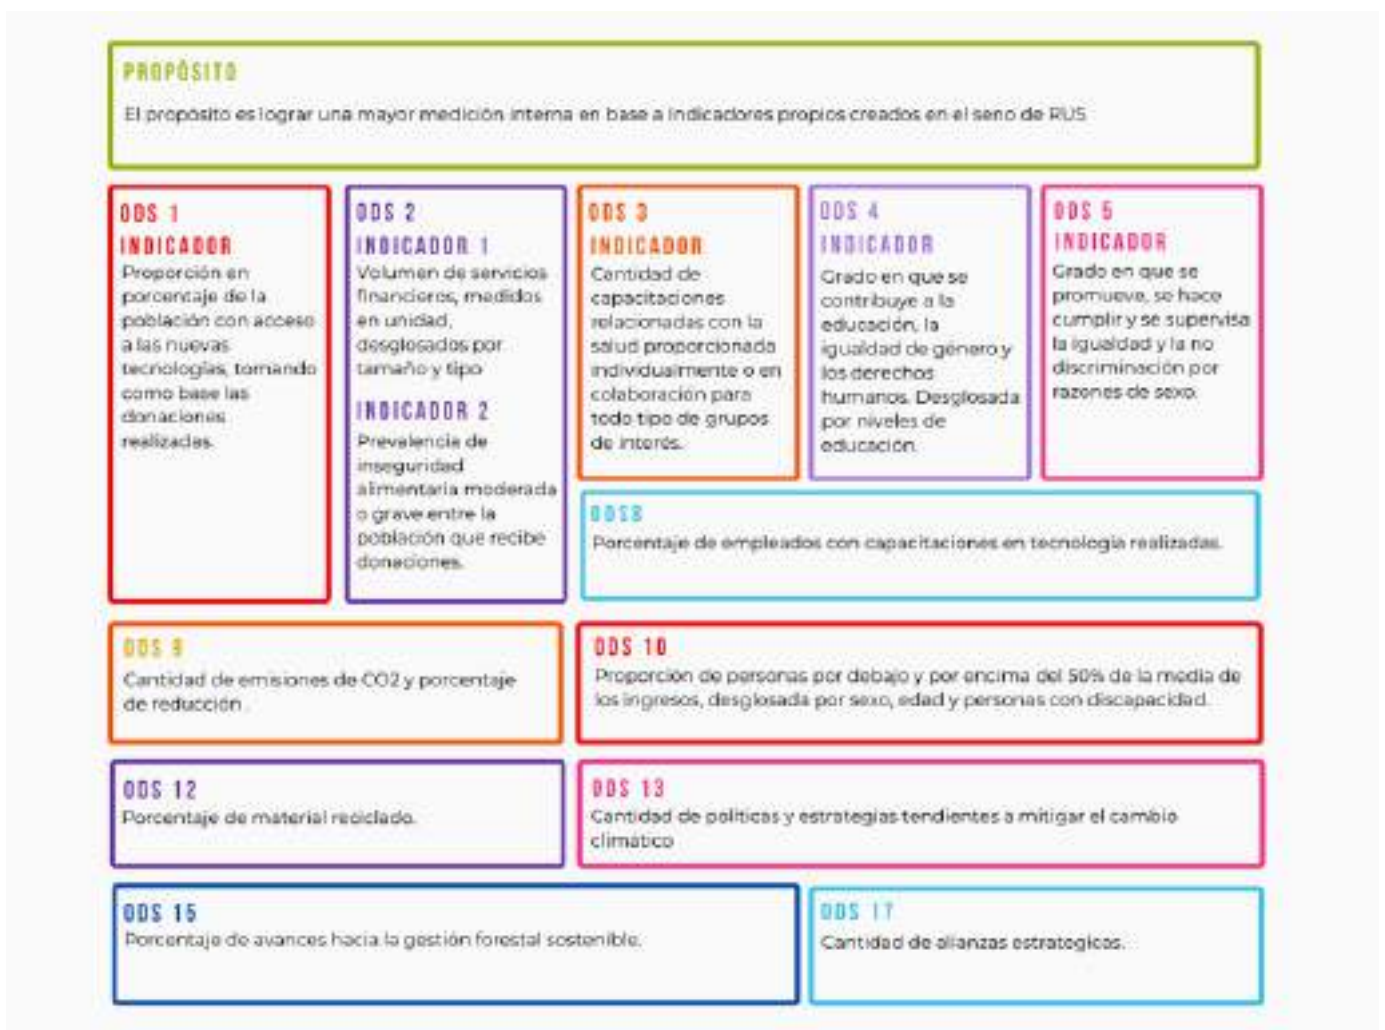 PROPÓSITO
El propósito es lograr una mayor medición interna en base a indicadores propios creados en el seno de RUS
ODS 1
INDICADOR
Proporción en
porcentaje de la
población con acceso
a las nuevas
tecnologías, tomando
como base las
donaciones
realizadas.
ODS 2
INDICADOR 1
Volumen de servicios
financieros, medidos
en unidad,
desglosados por
tamaño y tipo
INDICADOR 2
Prevalencia de
inseguridad
alimentaria moderada
o grave entre la
población que recibe
donaciones.
ODS 3
INDICADOR
Cantidad de
capacitaciones
relacionadas con la
salud proporcionada
individualmente o en
colaboración para
todo tipo de grupos
de interés.
ODS 4
INDICADOR
Grado en que se
contribuye a la
educación, la
igualdad de género y
los derechos
humanos. Desglosada
por niveles de
educación.
ODS 5
INDICADOR
Grado en que se
promueve, se hace
cumplir y se supervisa
la igualdad y la no
discriminación por
razones de sexo.
ODS8
Porcentaje de empleados con capacitaciones en tecnología realizadas.
ODS 9
Cantidad de emisiones de CO2 y porcentaje
de reducción
ODS 10
Proporción de personas por debajo y por encima del 50% de la media de
los ingresos, desglosada por sexo, edad y personas con discapacidad.
ODS 12
Porcentaje de material reciclado.
ODS 13
Cantidad de políticas y estrategias tendientes a mitigar el cambio
climático
ODS 15
Porcentaje de avances hacia la gestión forestal sostenible.
ODS 17
Cantidad de alianzas estrategicas.